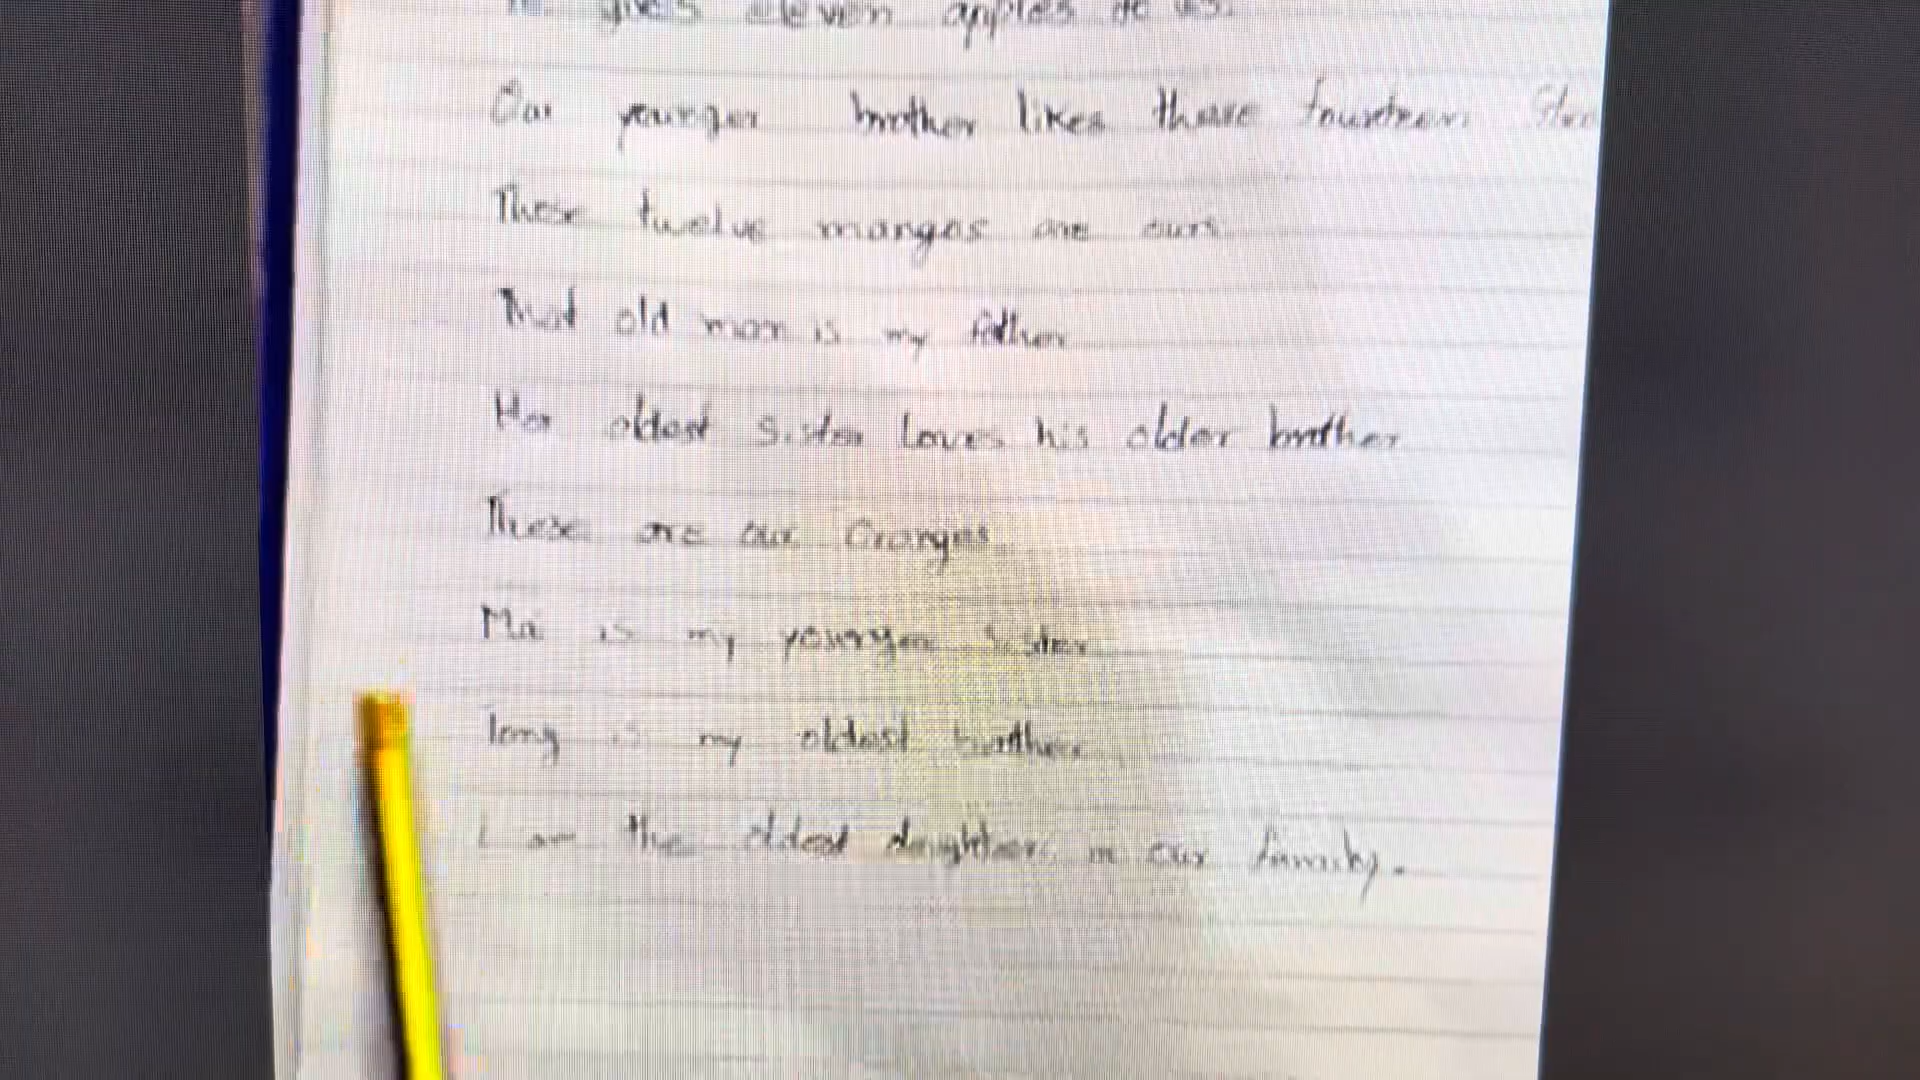 gives eleven apples to us.
Our younger brother likes those fourteen
These twelve mangos are ours
That old man is my father
Her oldest sister loves his older brother
These are our Oranges
Mai is my younger sister
long is my oldest brother
I am the oldest daughter in our family.